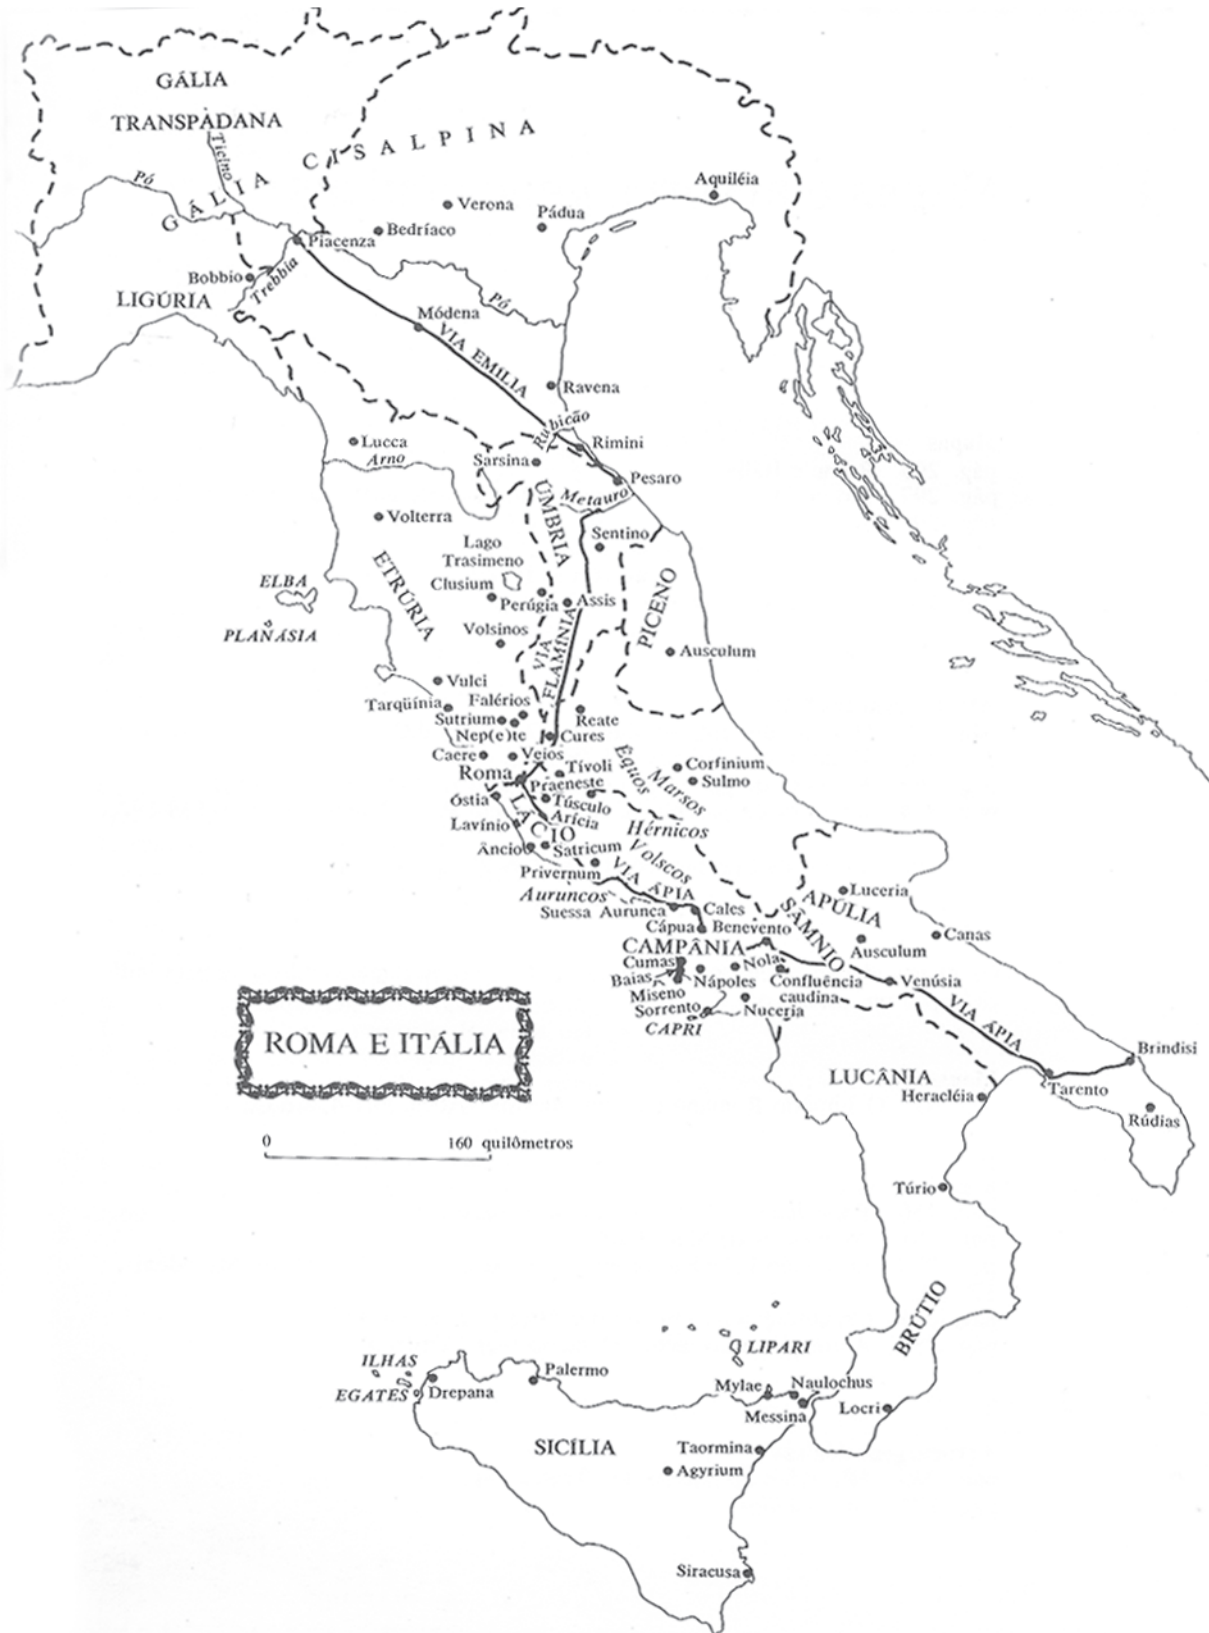 GÁLIA
TRANSPADANA
Ticino
GÁLIA CISALPINA
Pó
Aquiléia
Verona
Pádua
Bedríaco
Piacenza
Bobbio
Trebbia
LIGÚRIA
Pó
Módena
VIA EMILIA
Ravena
Rubicão
Rimini
Lucca
Arno
Sarsina
Pesaro
Metauro
ÚMBRIA
Volterra
Sentino
Lago
Trasimeno
ETRÚRIA
Clusium
ELBA
Perúgia
Assis
PICENO
PLANÁSIA
Volsinos
VIA FLAMÍNIA
Ausculum
Vulci
Tarqüínia
Falérios
Sutrium
Reate
Nep(e)te
Cures
Caere
Veios
Équos
Corfinium
Roma
Tívoli
Marsos
Sulmo
Praeneste
Óstia
Túsculo
LÁCIO
Arícia
Lavínio
Hérnicos
Âncio
Satricum
Volscos
Privernum
VIA ÁPIA
Auruncos
Luceria
APÚLIA
Suessa Aurunca
Cales
SÂMNIO
Cápua
Benevento
Canas
CAMPÂNIA
Ausculum
Cumas
Nola
Baias
Nápoles
Confluência
caudina
Venúsia
Miseno
Sorrento
Nuceria
CAPRI
VIA ÁPIA
ROMA E ITÁLIA
Brindisi
LUCÂNIA
Tarento
Heracléia
Rúdias
0 160 quilômetros
Túrio
BRÚTIO
LIPARI
ILHAS
EGATES
Drepana
Palermo
Mylae
Naulochus
Messina
Locri
SICÍLIA
Taormina
Agyrium
Siracusa